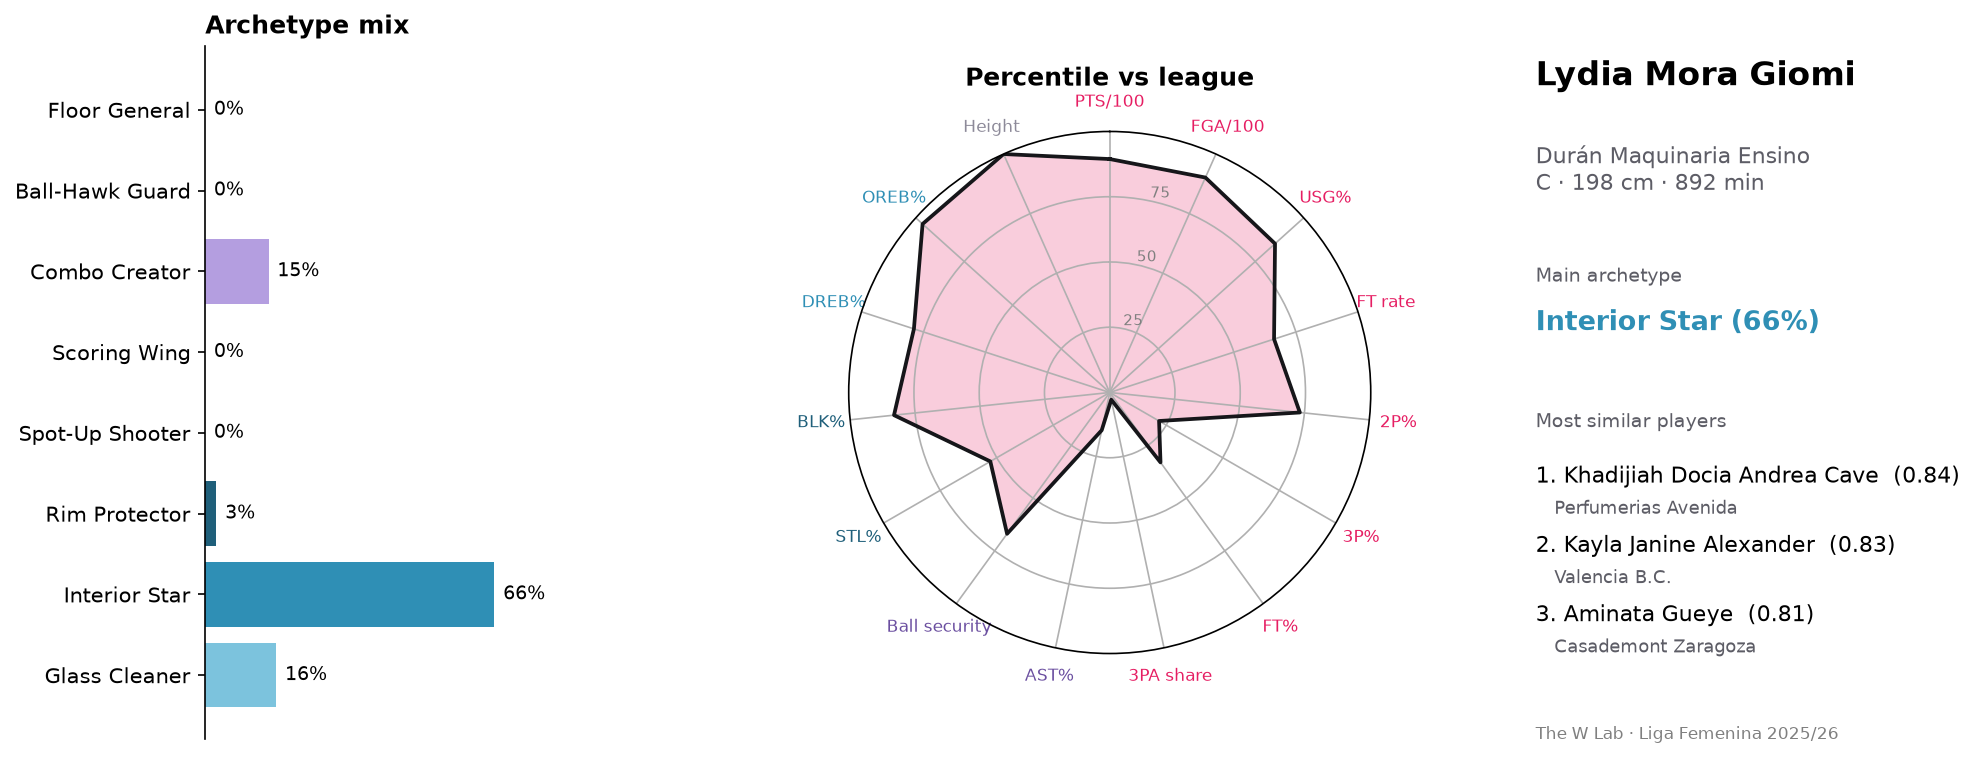 Archetype mix
Floor General
0%
Ball-Hawk Guard
0%
Combo Creator
15%
Scoring Wing
0%
Spot-Up Shooter
0%
Rim Protector
3%
Interior Star
66%
Glass Cleaner
16%
Percentile vs league
PTS/100
FGA/100
USG%
FT rate
2P%
3P%
FT%
3PA share
AST%
Ball security
STL%
BLK%
DREB%
OREB%
Height
75
50
25
Lydia Mora Giomi
Durán Maquinaria Ensino
C · 198 cm · 892 min
Main archetype
Interior Star (66%)
Most similar players
1. Khadijiah Docia Andrea Cave (0.84)
Perfumerias Avenida
2. Kayla Janine Alexander (0.83)
Valencia B.C.
3. Aminata Gueye (0.81)
Casademont Zaragoza
The W Lab · Liga Femenina 2025/26